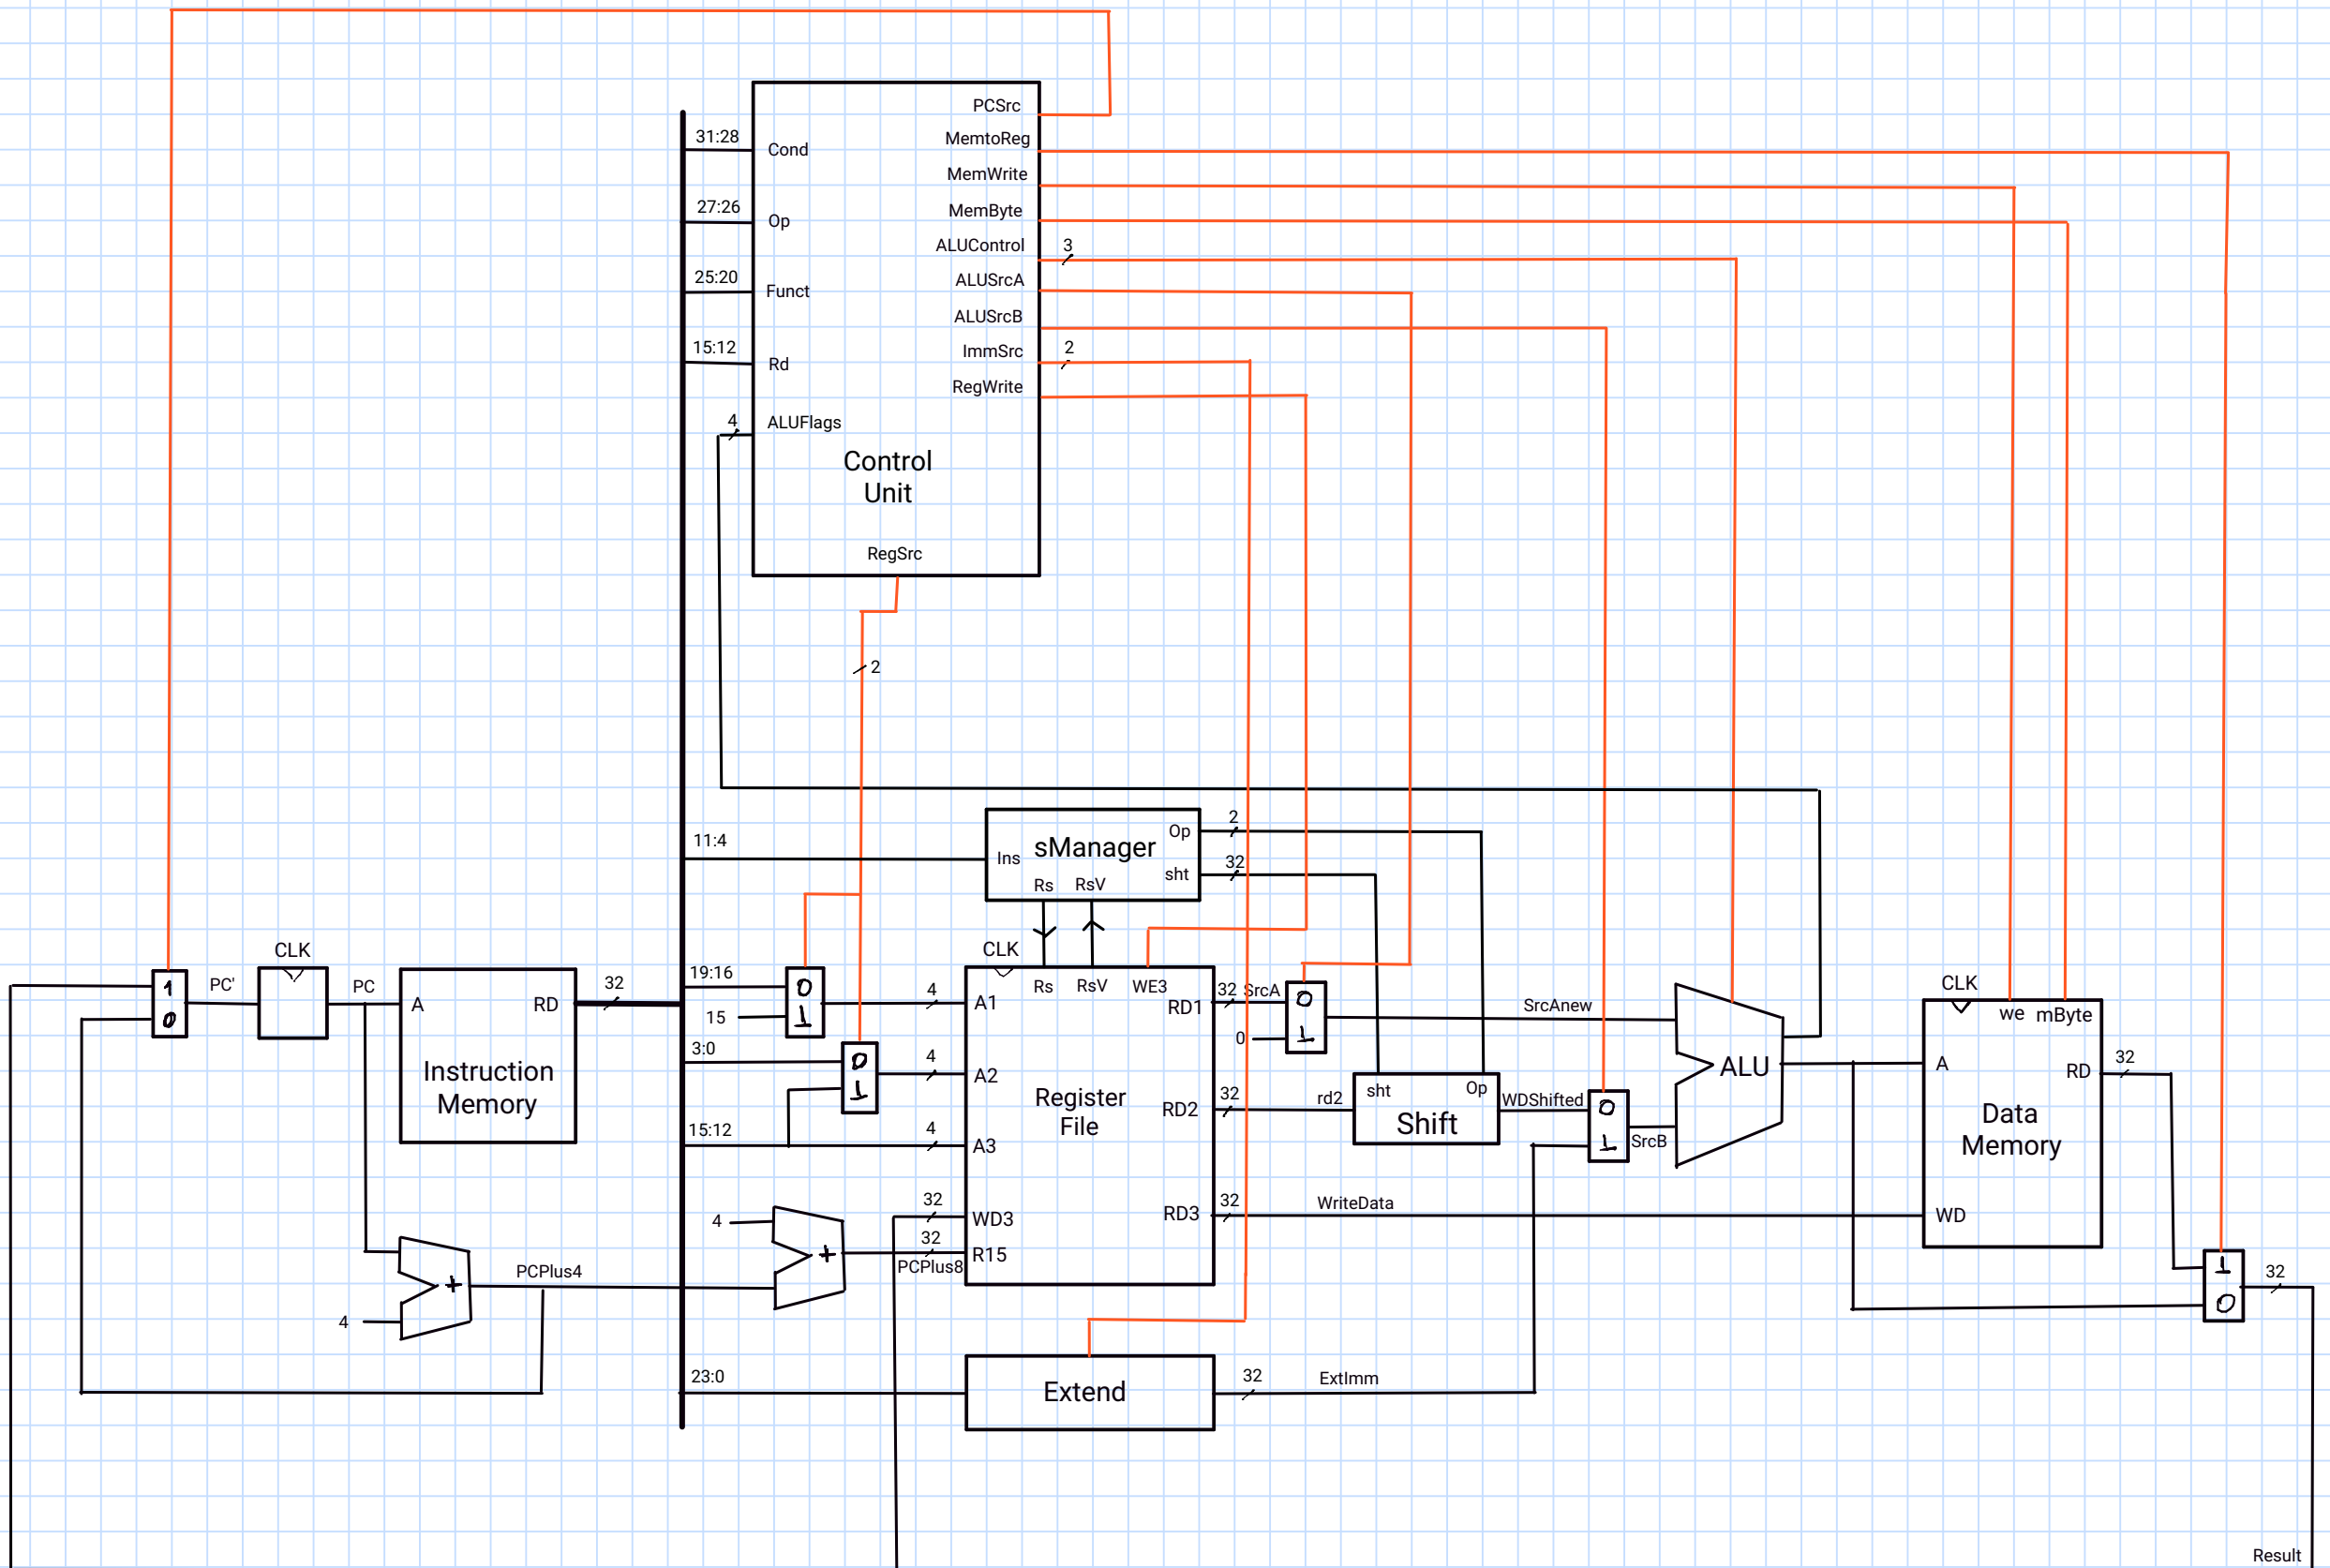 PCSrc
31:28
MemtoReg
Cond
MemWrite
27:26
MemByte
Op
ALUControl
3
25:20
ALUSrcA
Funct
ALUSrcB
15:12
ImmSrc
2
Rd
RegWrite
4
ALUFlags
Control
Unit
RegSrc
2
11:4
Ins
sManager
Op
2
sht
32
Rs
RsV
CLK
CLK
19:16
Rs
RsV
WE3
CLK
1
0
PC'
PC
A
RD
32
15
0
1
4
A1
RD1
32
SrcA
0
0
1
SrcAnew
we
mByte
3:0
0
1
4
A2
Instruction
Memory
Register
File
RD2
32
rd2
sht
Op
Shift
WDShifted
0
1
SrcB
ALU
A
RD
32
Data
Memory
15:12
4
A3
4
+
32
WD3
RD3
32
WriteData
WD
32
R15
PCPlus8
PCPlus4
+
4
1
0
32
23:0
Extend
32
ExtImm
Result